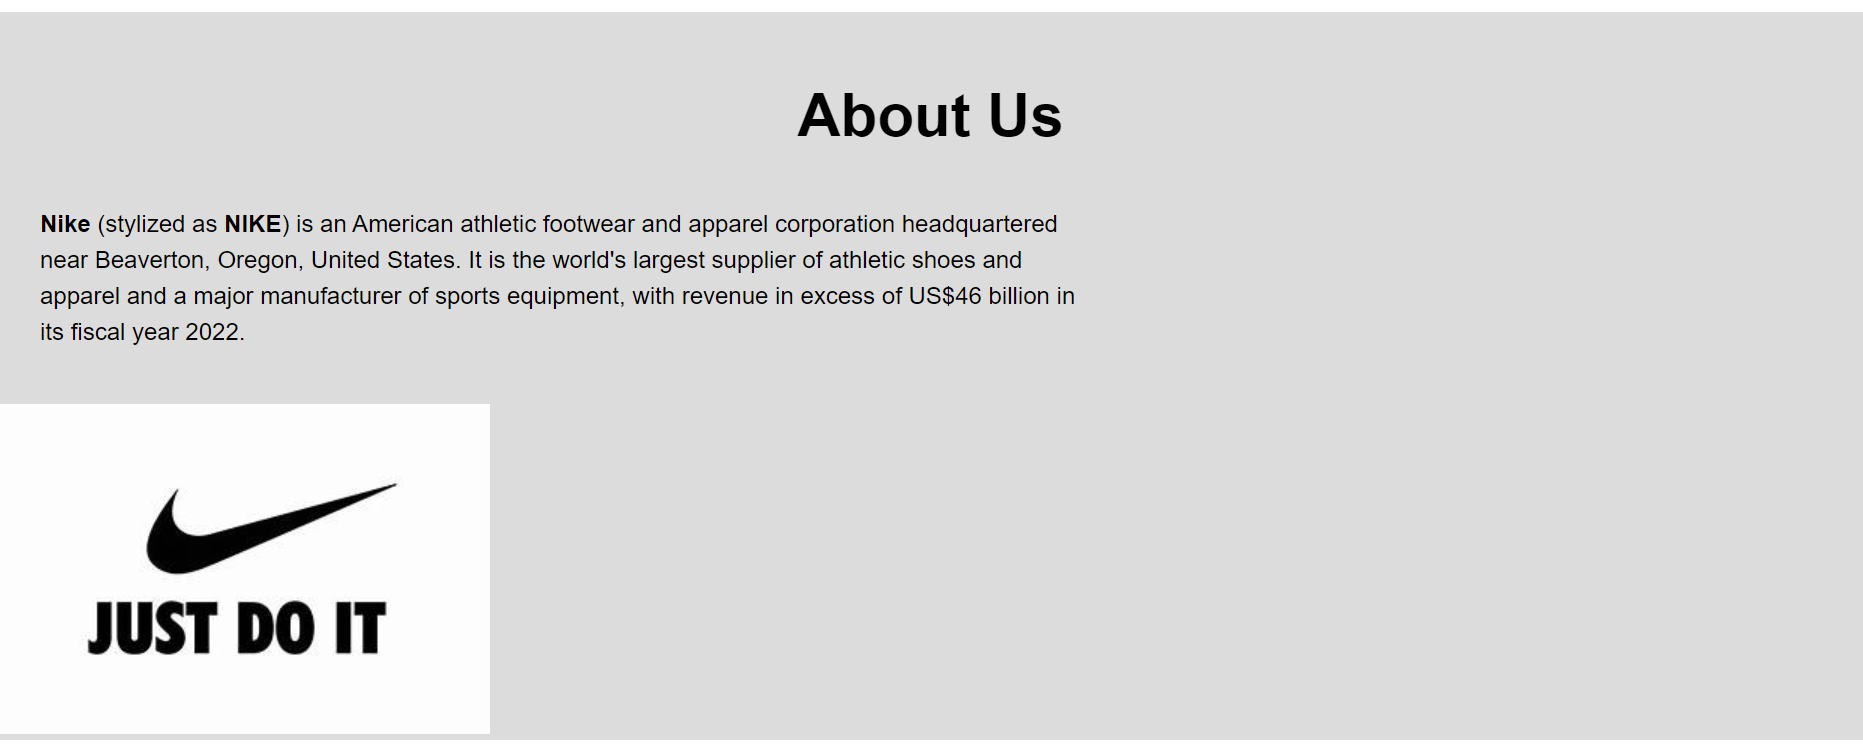 About Us
Nike (stylized as NIKE) is an American athletic footwear and apparel corporation headquartered
near Beaverton, Oregon, United States. It is the world's largest supplier of athletic shoes and
apparel and a major manufacturer of sports equipment, with revenue in excess of US$46 billion in
its fiscal year 2022.
JUST DO IT